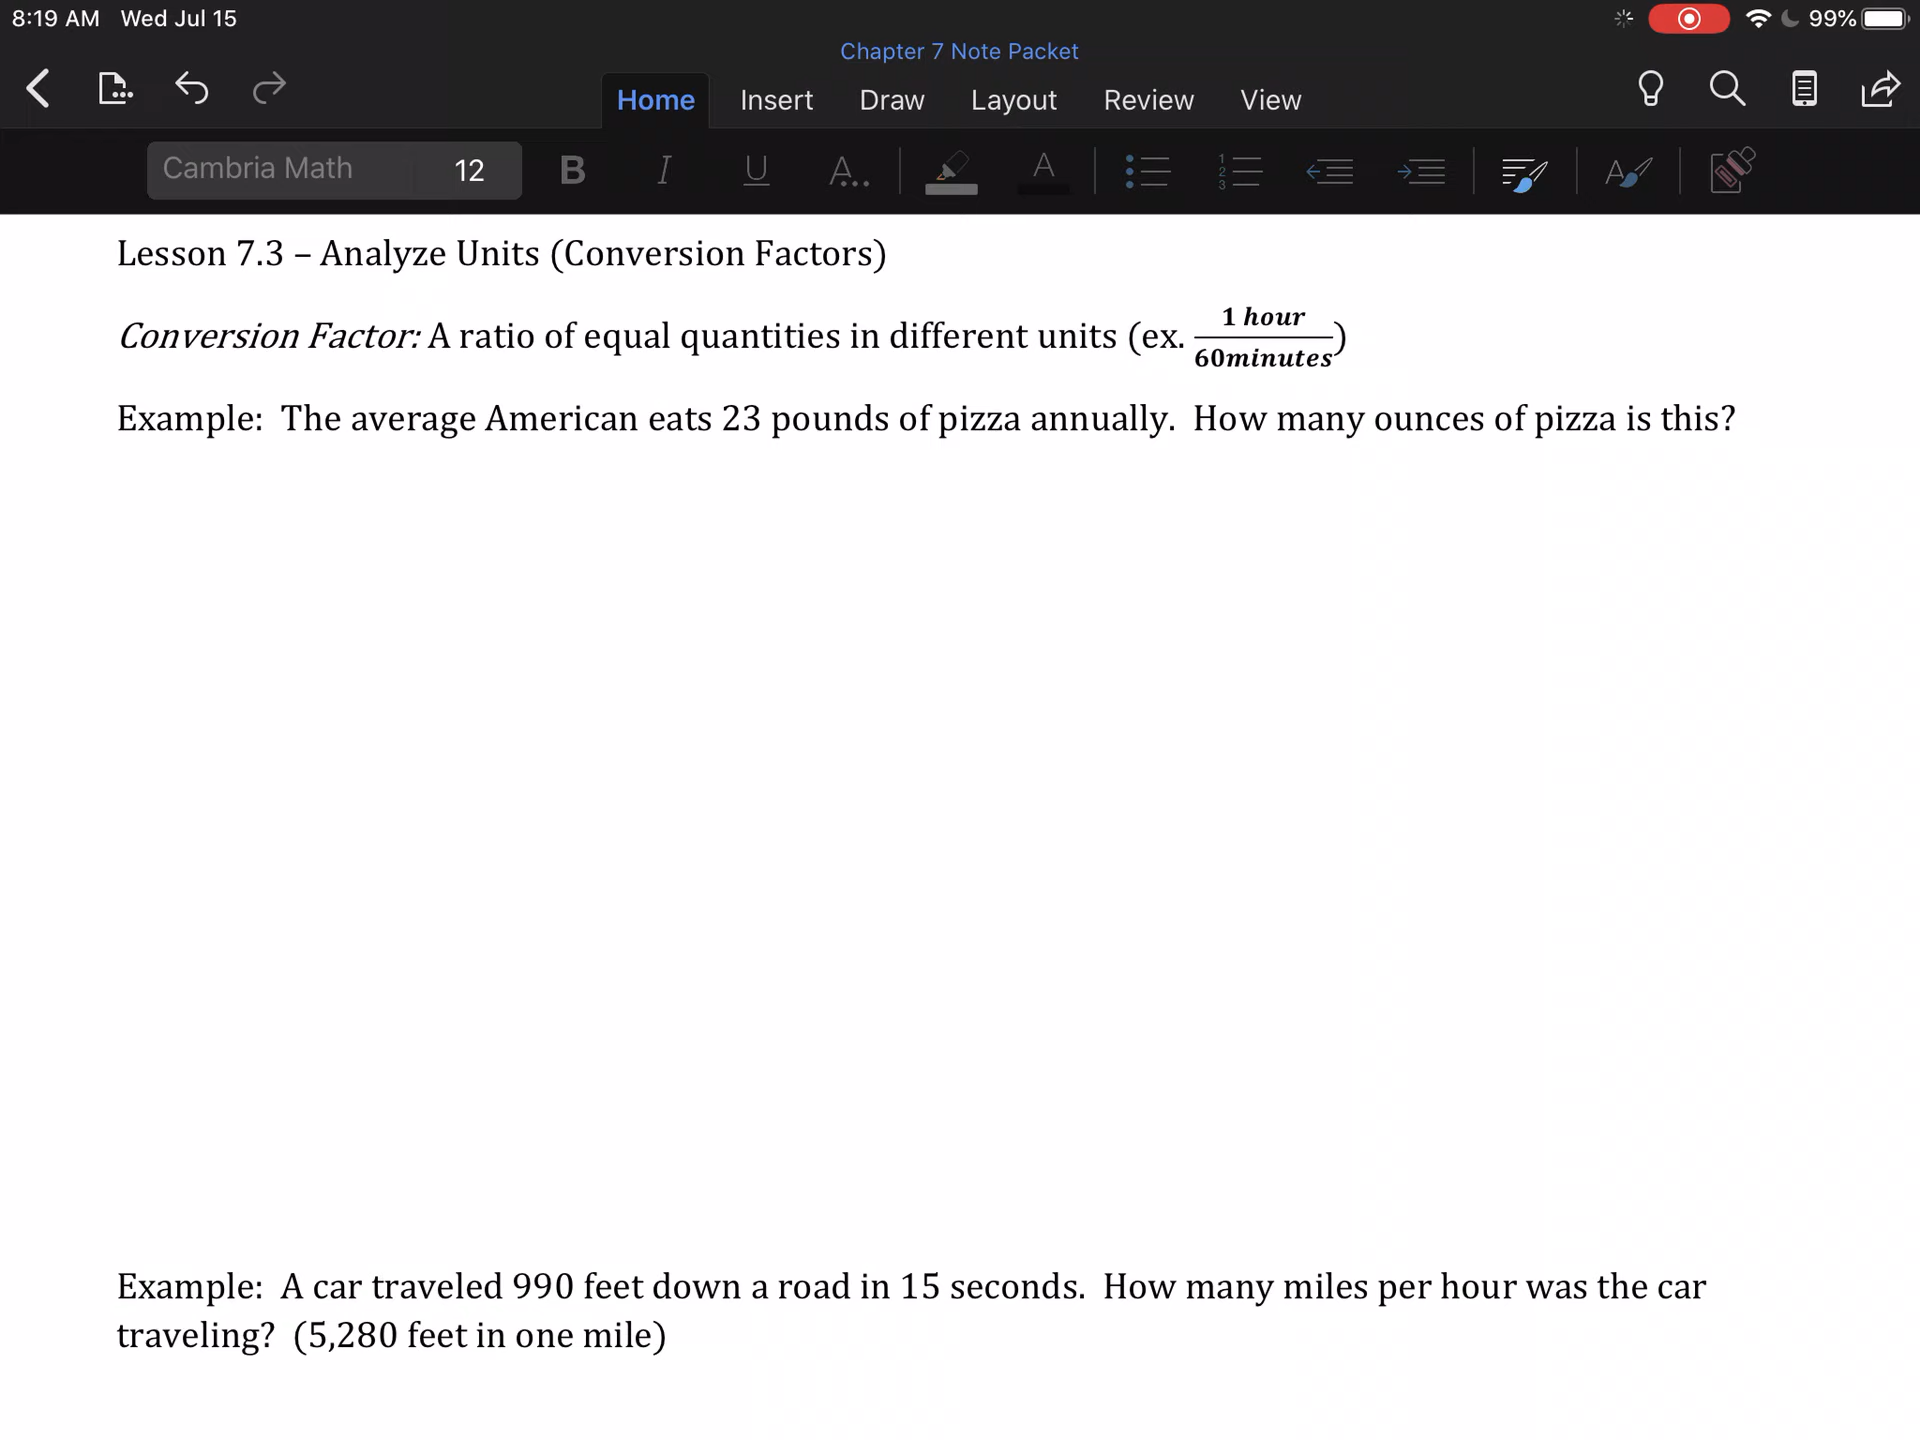 8:19 AM Wed Jul 15
99%
Chapter 7 Note Packet
Home Insert Draw Layout Review View
Cambria Math 12 B I U A.. A
Lesson 7.3 – Analyze Units (Conversion Factors)
Conversion Factor: A ratio of equal quantities in different units (ex. 1 hour/60minutes)
Example:  The average American eats 23 pounds of pizza annually.  How many ounces of pizza is this?
Example:  A car traveled 990 feet down a road in 15 seconds.  How many miles per hour was the car
traveling?  (5,280 feet in one mile)